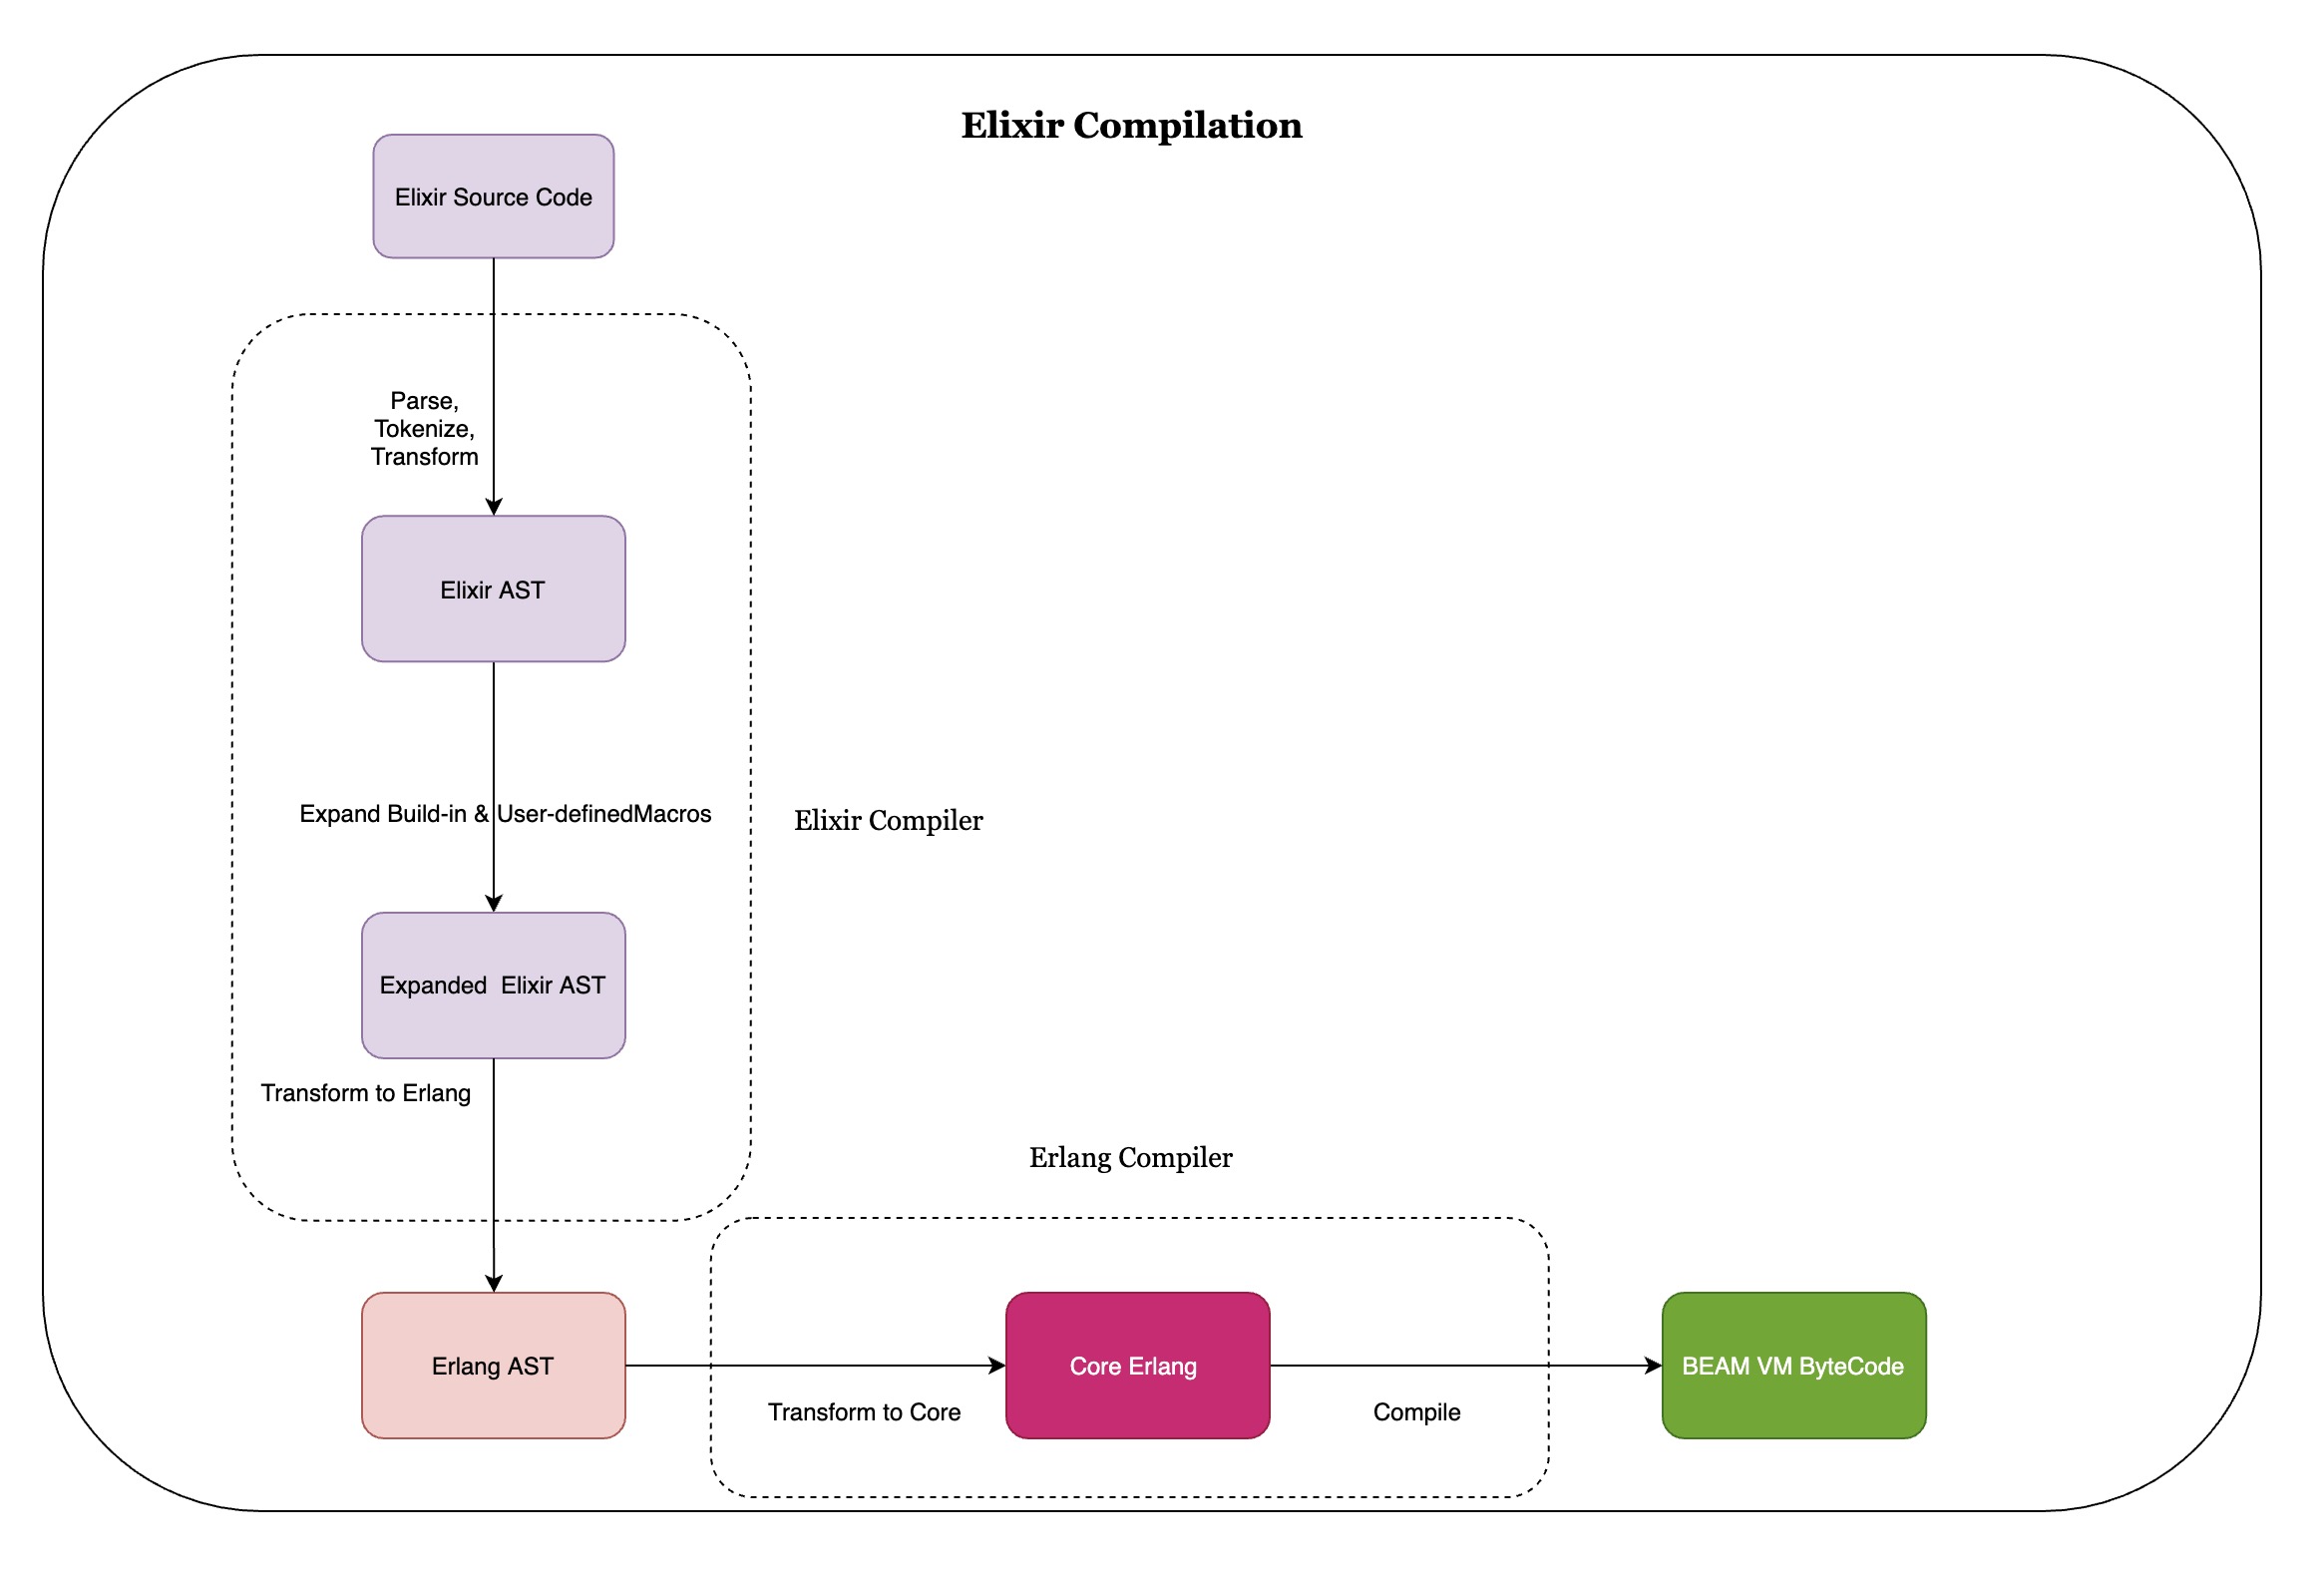 Elixir Compilation
Elixir Source Code
Parse,
Tokenize,
Transform
Elixir AST
Expand Build-in & User-definedMacros
Elixir Compiler
Expanded  Elixir AST
Transform to Erlang
Erlang Compiler
Erlang AST
Transform to Core
Core Erlang
Compile
BEAM VM ByteCode